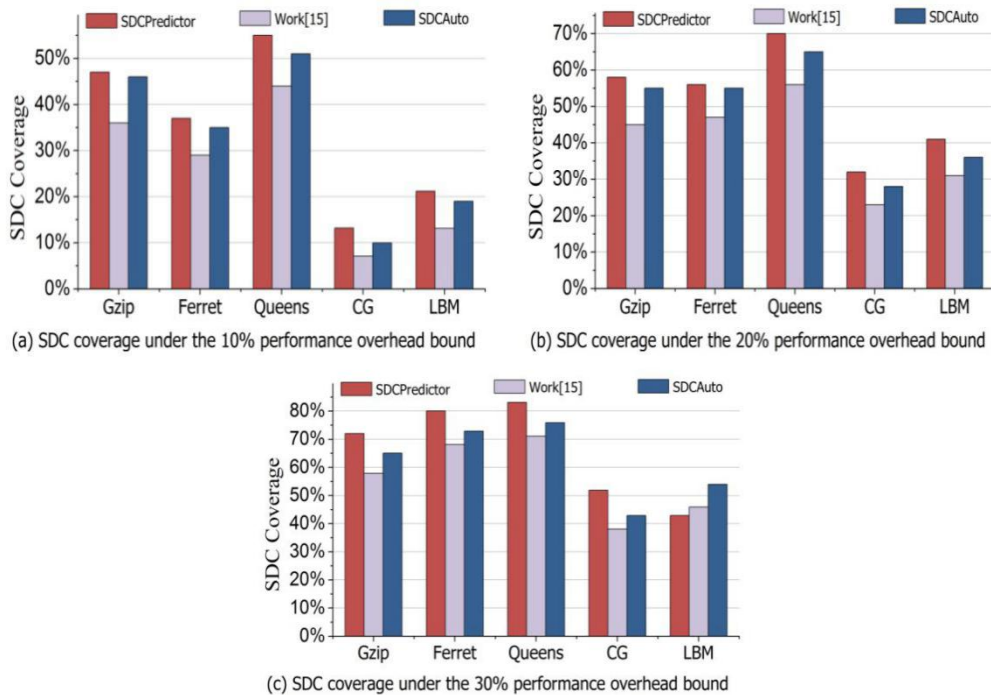 SDCPredictor Work[15] SDCAuto
SDC Coverage
50%
40%
30%
20%
10%
0%
Gzip Ferret Queens CG LBM
(a) SDC coverage under the 10% performance overhead bound
SDCPredictor Work[15] SDCAuto
SDC Coverage
70%
60%
50%
40%
30%
20%
10%
0%
Gzip Ferret Queens CG LBM
(b) SDC coverage under the 20% performance overhead bound
SDCPredictor Work[15] SDCAuto
SDC Coverage
80%
70%
60%
50%
40%
30%
20%
10%
0%
Gzip Ferret Queens CG LBM
(c) SDC coverage under the 30% performance overhead bound